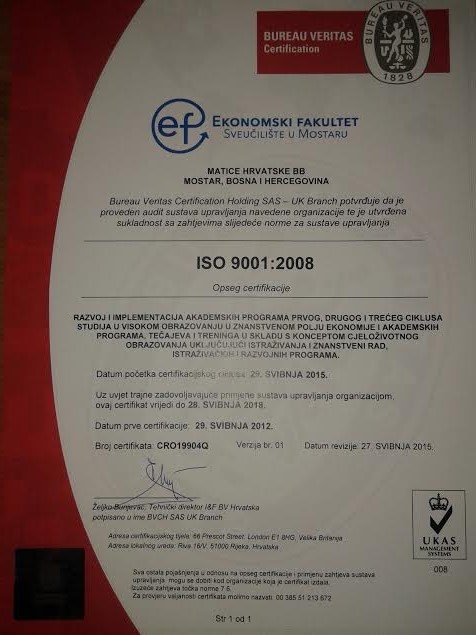 BUREAU VERITAS
Certification
BUREAU VERITAS
1828
ef
EKONOMSKI FAKULTET
SVEUČILIŠTE U MOSTARU
MATICE HRVATSKE BB
MOSTAR, BOSNA I HERCEGOVINA
Bureau Veritas Certification Holding SAS – UK Branch potvrđuje da je
proveden audit sustava upravljanja navedene organizacije te je utvrđena
sukladnost sa zahtjevima slijedeće norme za sustave upravljanja
ISO 9001:2008
Opseg certifikacije
RAZVOJ I IMPLEMENTACIJA AKADEMSKIH PROGRAMA PRVOG, DRUGOG I TREĆEG CIKLUSA
STUDIJA U VISOKOM OBRAZOVANJU U ZNANSTVENOM POLJU EKONOMIJE I AKADEMSKIH
PROGRAMA, TEČAJEVA I TRENINGA U SKLADU S KONCEPTOM CJELOŽIVOTNOG
OBRAZOVANJA UKLJUČUJUĆI ISTRAŽIVANJA I ZNANSTVENI RAD,
ISTRAŽIVAČKIH I RAZVOJNIH PROGRAMA.
Datum početka certifikacijskog ciklusa: 29. SVIBNJA 2015.
Uz uvjet trajne zadovoljavajuće primjene sustava upravljanja organizacijom,
ovaj certifikat vrijedi do 28. SVIBNJA 2018.
Datum prve certifikacije: 29. SVIBNJA 2012.
Broj certifikata: CRO19904Q Verzija br. 01 Datum revizije: 27. SVIBNJA 2015.
Željko Bunjevac, Tehnički direktor I&F BV Hrvatska
potpisano u ime BVCH SAS UK Branch
Adresa certifikacijskog tijela: 66 Prescot Street, London E1 8HG, Velika Britanija
Adresa lokalnog ureda: Riva 16/V, 51000 Rijeka, Hrvatska
UKAS
MANAGEMENT
SYSTEMS
008
Sva ostala pojašnjenja u odnosu na opseg certifikacije i primjenu zahtjeva sustava
upravljanja mogu se dobiti kod organizacije kojoj je certifikat izdan.
Izuzeće zahtjeva točka norme 7.6.
Za provjeru valjanosti certifikata molimo nazvati: 00 385 51 213 672
Str 1 od 1